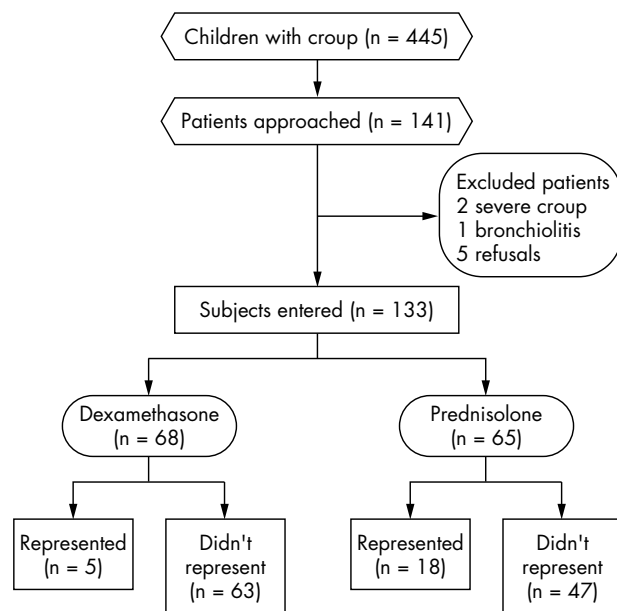 Children with croup (n = 445)
Patients approached (n = 141)
Excluded patients
2 severe croup
1 bronchiolitis
5 refusals
Subjects entered (n = 133)
Dexamethasone
(n = 68)
Prednisolone
(n = 65)
Represented
(n = 5)
Didn't
represent
(n = 63)
Represented
(n = 18)
Didn't
represent
(n = 47)